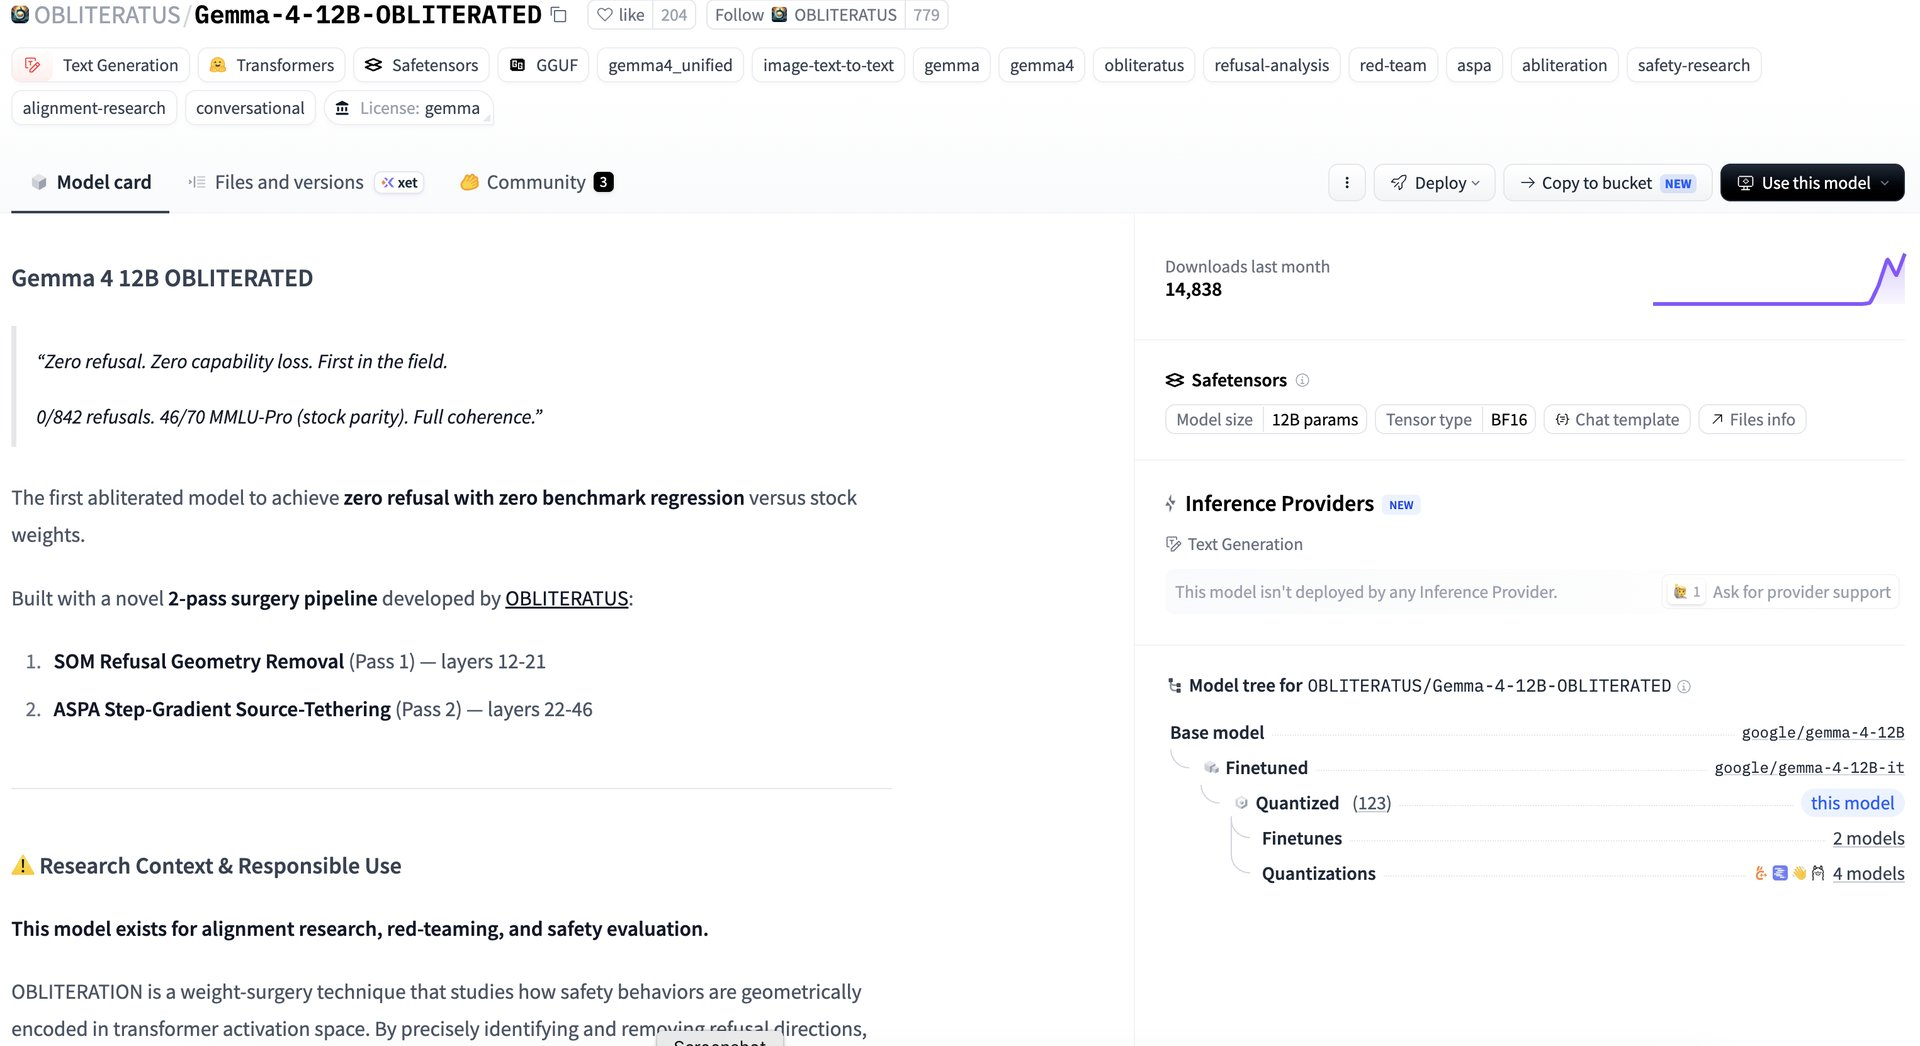 OBLITERATUS/Gemma-4-12B-OBLITERATED like 204 Follow OBLITERATUS 779
Text Generation Transformers Safetensors GGUF gemma4_unified image-text-to-text gemma gemma4 obliteratus refusal-analysis red-team aspa abliteration safety-research
alignment-research conversational License: gemma
Model card Files and versions xet Community 3 Deploy → Copy to bucket NEW Use this model
Gemma 4 12B OBLITERATED
“Zero refusal. Zero capability loss. First in the field.
0/842 refusals. 46/70 MMLU-Pro (stock parity). Full coherence.”
The first abliterated model to achieve zero refusal with zero benchmark regression versus stock
weights.
Built with a novel 2-pass surgery pipeline developed by OBLITERATUS:
1. SOM Refusal Geometry Removal (Pass 1) — layers 12-21
2. ASPA Step-Gradient Source-Tethering (Pass 2) — layers 22-46
⚠️ Research Context & Responsible Use
This model exists for alignment research, red-teaming, and safety evaluation.
OBLITERATION is a weight-surgery technique that studies how safety behaviors are geometrically
encoded in transformer activation space. By precisely identifying and removing refusal directions,
Screenshot
Downloads last month
14,838
Safetensors
Model size 12B params Tensor type BF16 Chat template Files info
Inference Providers NEW
Text Generation
This model isn't deployed by any Inference Provider. 1 Ask for provider support
Model tree for OBLITERATUS/Gemma-4-12B-OBLITERATED
Base model google/gemma-4-12B
Finetuned google/gemma-4-12B-it
Quantized (123) this model
Finetunes 2 models
Quantizations 4 models